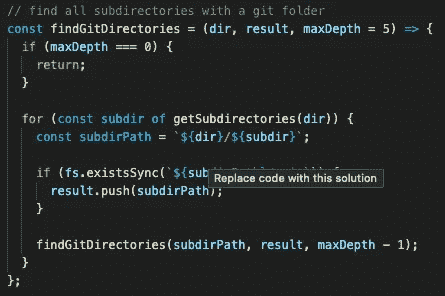 // find all subdirectories with a git folder
const findGitDirectories = (dir, result, maxDepth = 5) => {
if (maxDepth === 0) {
return;
}
for (const subdir of getSubdirectories(dir)) {
const subdirPath = `${dir}/${subdir}`;
if (fs.existsSync(`${sub
Replace code with this solution
result.push(subdirPath);
}
findGitDirectories(subdirPath, result, maxDepth - 1);
}
};